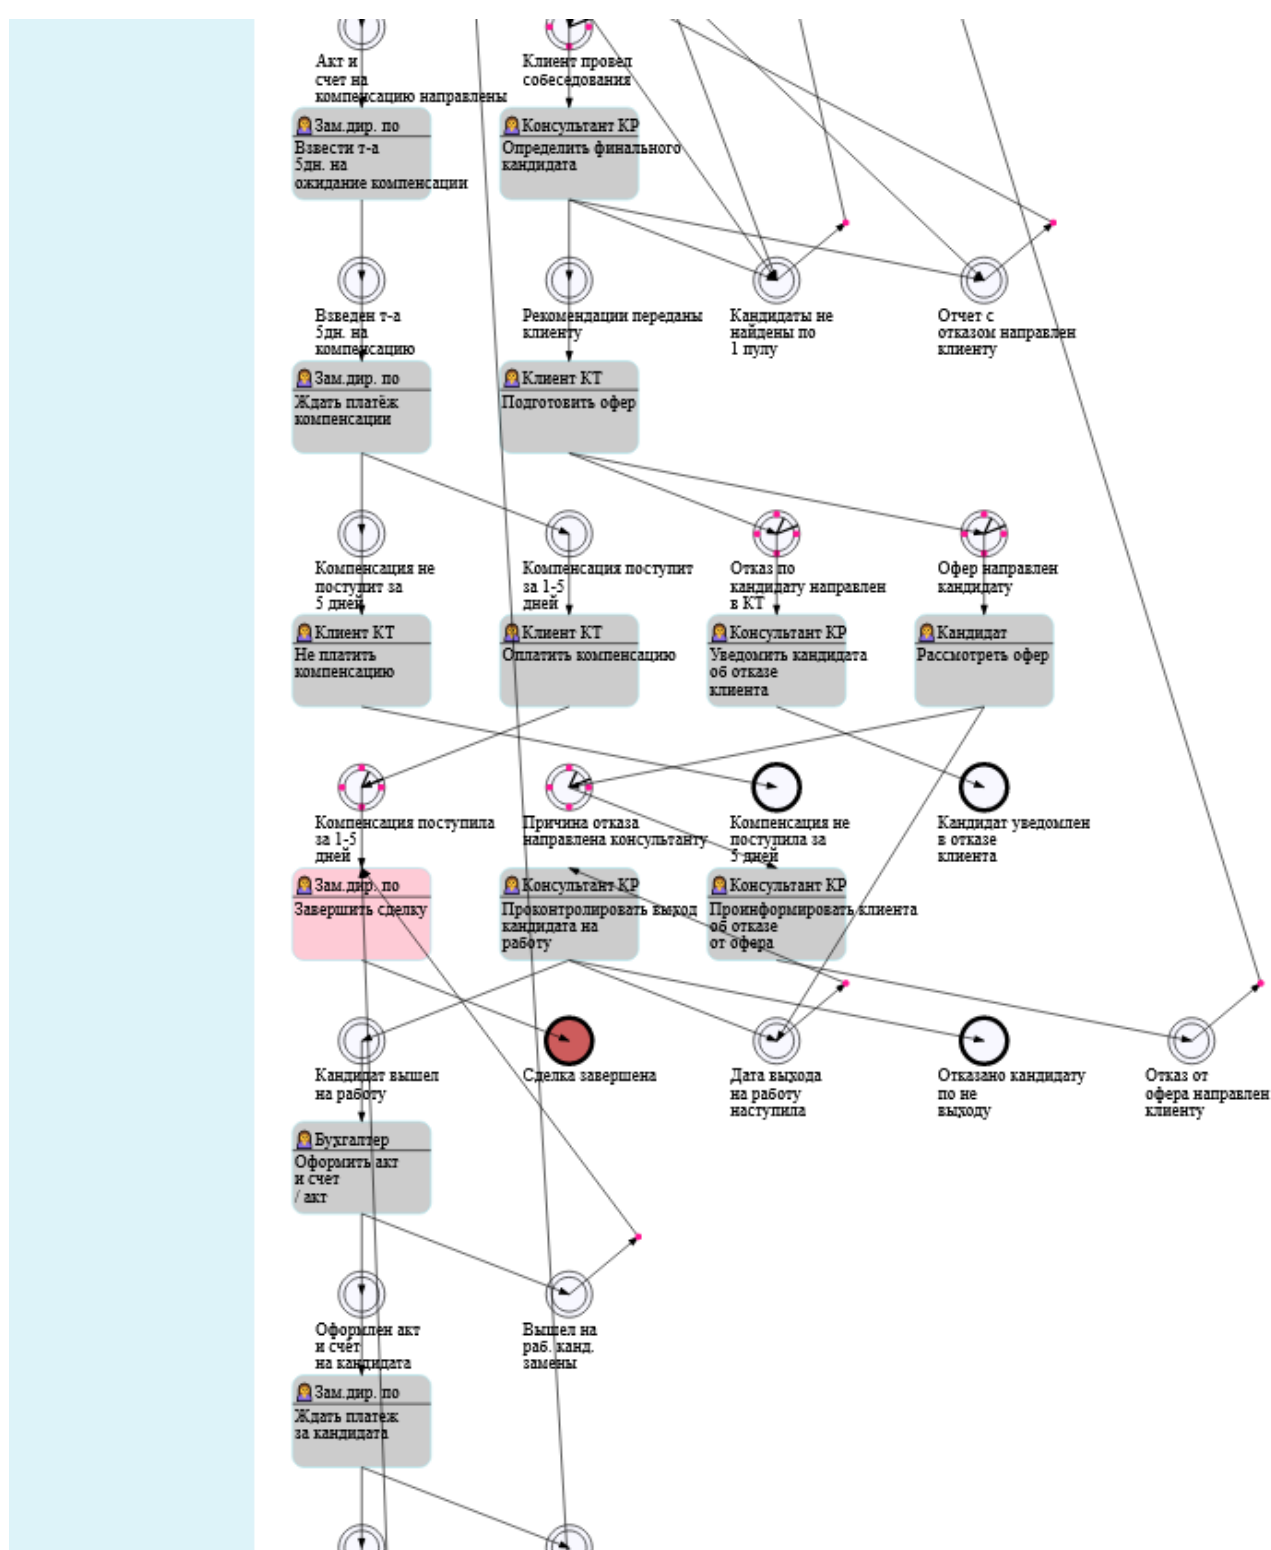 Акт и
счет на
компенсацию направлены
Клиент провел
собеседования
Зам.дир. по
Взвести т-а
5дн. на
ожидание компенсации
Консультант КР
Определить финального
кандидата
Взведен т-а
5дн. на
компенсацию
Рекомендации переданы
клиенту
Кандидаты не
найдены по
1 пулу
Отчет с
отказом направлен
клиенту
Зам.дир. по
Ждать платёж
компенсации
Клиент КТ
Подготовить офер
Компенсация не
поступит за
5 дней
Компенсация поступит
за 1-5
дней
Отказ по
кандидату направлен
в КТ
Офер направлен
кандидату
Клиент КТ
Не платить
компенсацию
Клиент КТ
Оплатить компенсацию
Консультант КР
Уведомить кандидата
об отказе
клиента
Кандидат
Рассмотреть офер
Компенсация поступила
за 1-5
дней
Причина отказа
направлена консультанту
Компенсация не
поступила за
5 дней
Кандидат уведомлен
в отказе
клиента
Зам.дир. по
Завершить сделку
Консультант КР
Проконтролировать выход
кандидата на
работу
Консультант КР
Проинформировать клиента
об отказе
от офера
Кандидат вышел
на работу
Сделка завершена
Дата выхода
на работу
наступила
Отказано кандидату
по не
выходу
Отказ от
офера направлен
клиенту
Бухгалтер
Оформить акт
и счет
/ акт
Оформлен акт
и счёт
на кандидата
Вышел на
раб. канд.
замены
Зам.дир. по
Ждать платеж
за кандидата